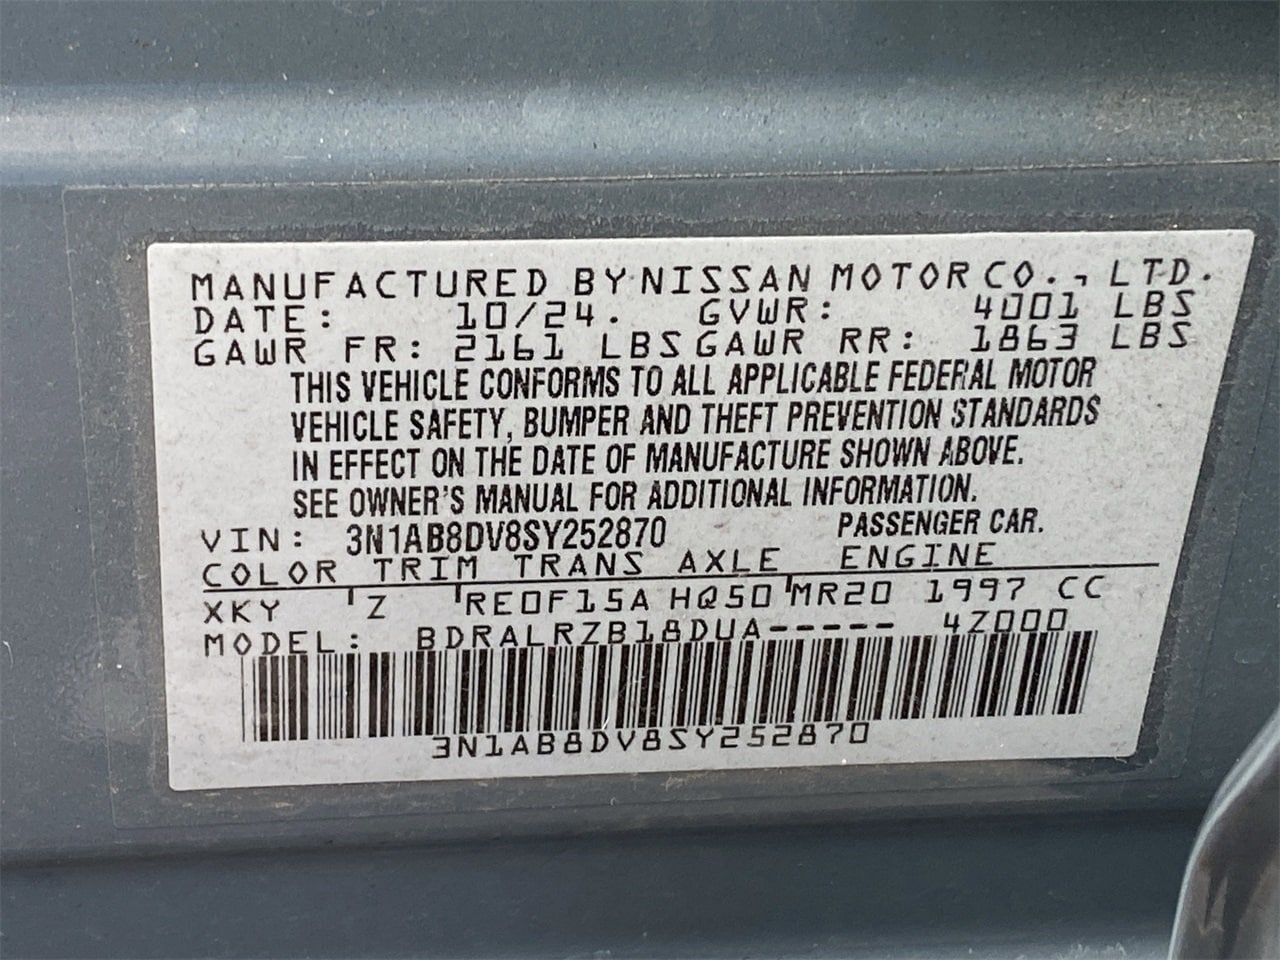 MANUFACTURED BY NISSAN MOTOR CO., LTD.
DATE: 10/24. GVWR: 4001 LBS
GAWR FR: 2161 LBS GAWR RR: 1863 LBS
THIS VEHICLE CONFORMS TO ALL APPLICABLE FEDERAL MOTOR
VEHICLE SAFETY, BUMPER AND THEFT PREVENTION STANDARDS
IN EFFECT ON THE DATE OF MANUFACTURE SHOWN ABOVE.
SEE OWNER'S MANUAL FOR ADDITIONAL INFORMATION.
VIN: 3N1AB8DV8SY252870 PASSENGER CAR.
COLOR TRIM TRANS AXLE ENGINE
XKY Z RE0F15A HQ50 MR20 1997 CC
MODEL: BDRALRZB18DUA----- 4Z000
3N1AB8DV8SY252870